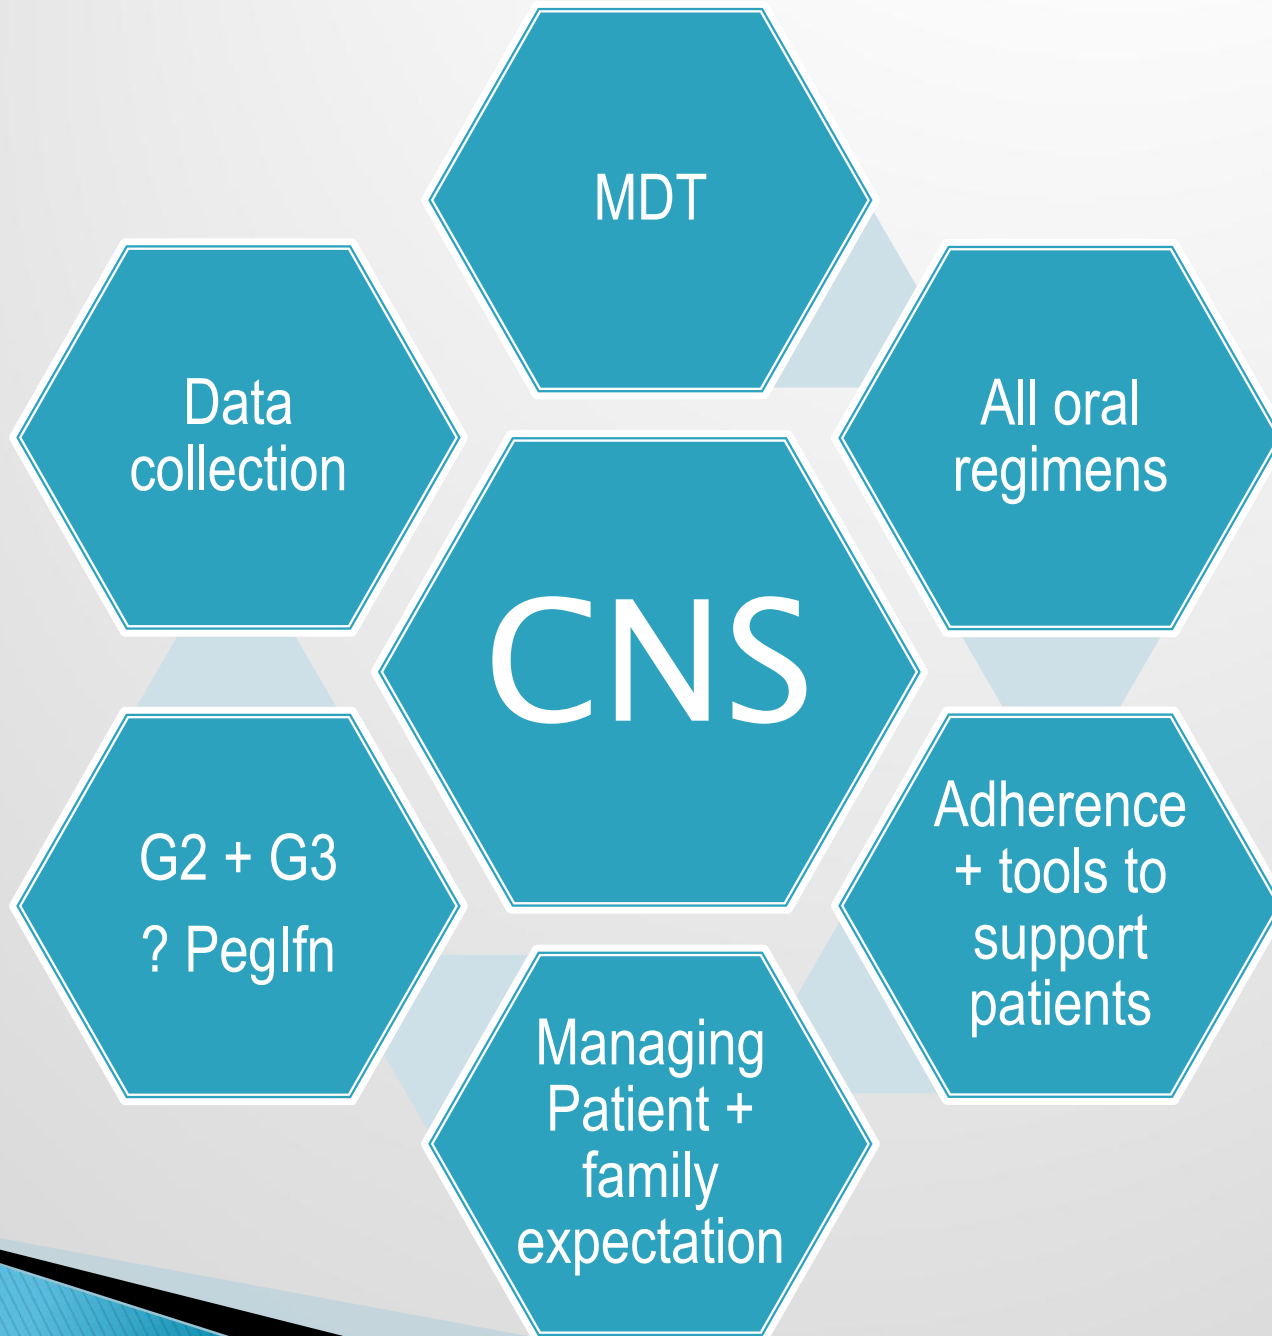 MDT
Data
collection
All oral
regimens
CNS
G2 + G3
? PegIfn
Adherence
+ tools to
support
patients
Managing
Patient +
family
expectation